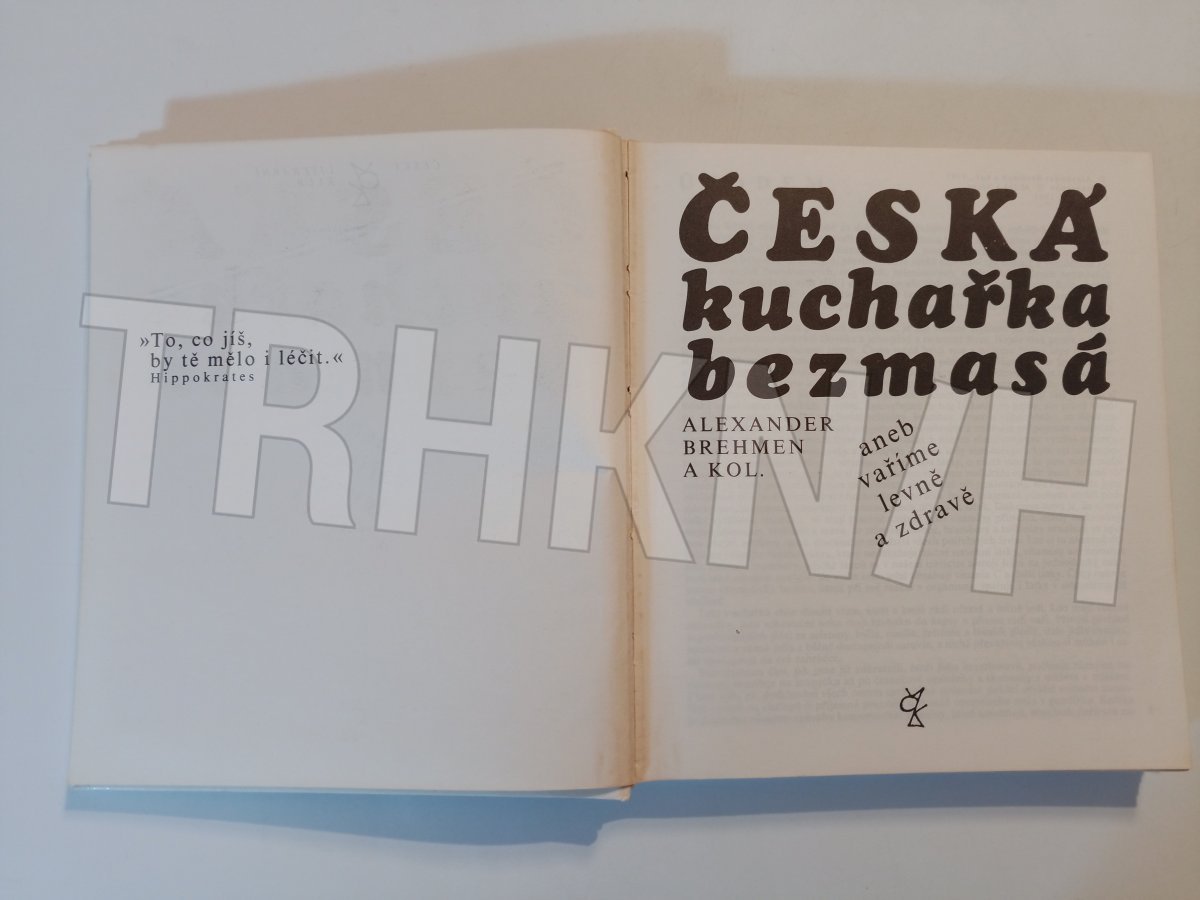 »To, co jíš,
by tě mělo i léčit.«
Hippokrates
ČESKÁ
kuchařka
bezmasá
ALEXANDER
BREHMEN
A KOL.
aneb
vaříme
levně
a zdravě
TRHKNIH